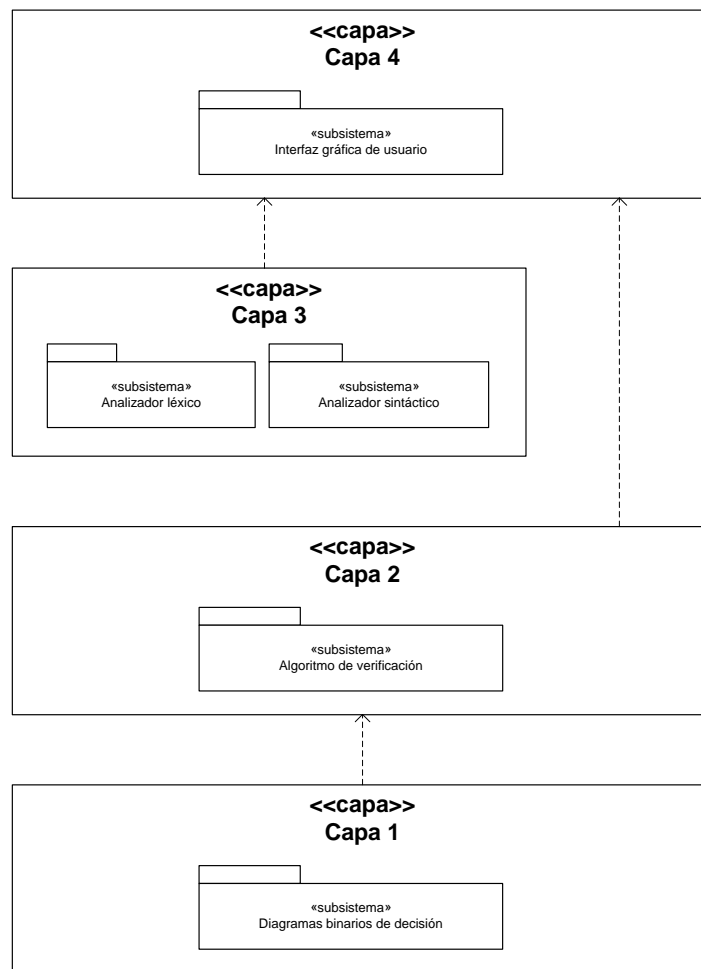 <<capa>>
Capa 4
«subsistema»
Interfaz gráfica de usuario
<<capa>>
Capa 3
«subsistema»
Analizador léxico
«subsistema»
Analizador sintáctico
<<capa>>
Capa 2
«subsistema»
Algoritmo de verificación
<<capa>>
Capa 1
«subsistema»
Diagramas binarios de decisión